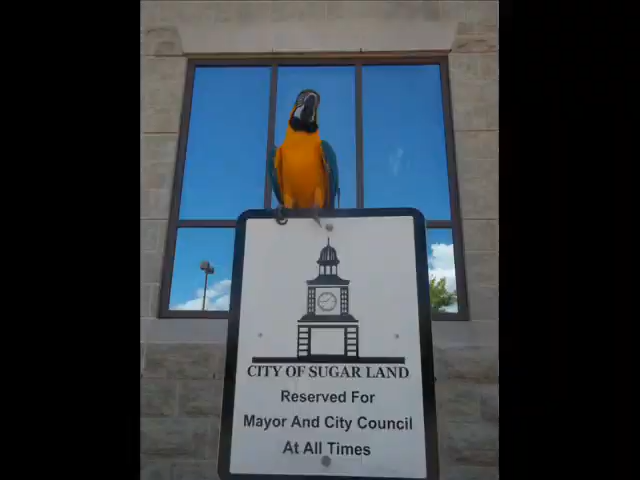 CITY OF SUGAR LAND
Reserved For
Mayor And City Council
At All Times